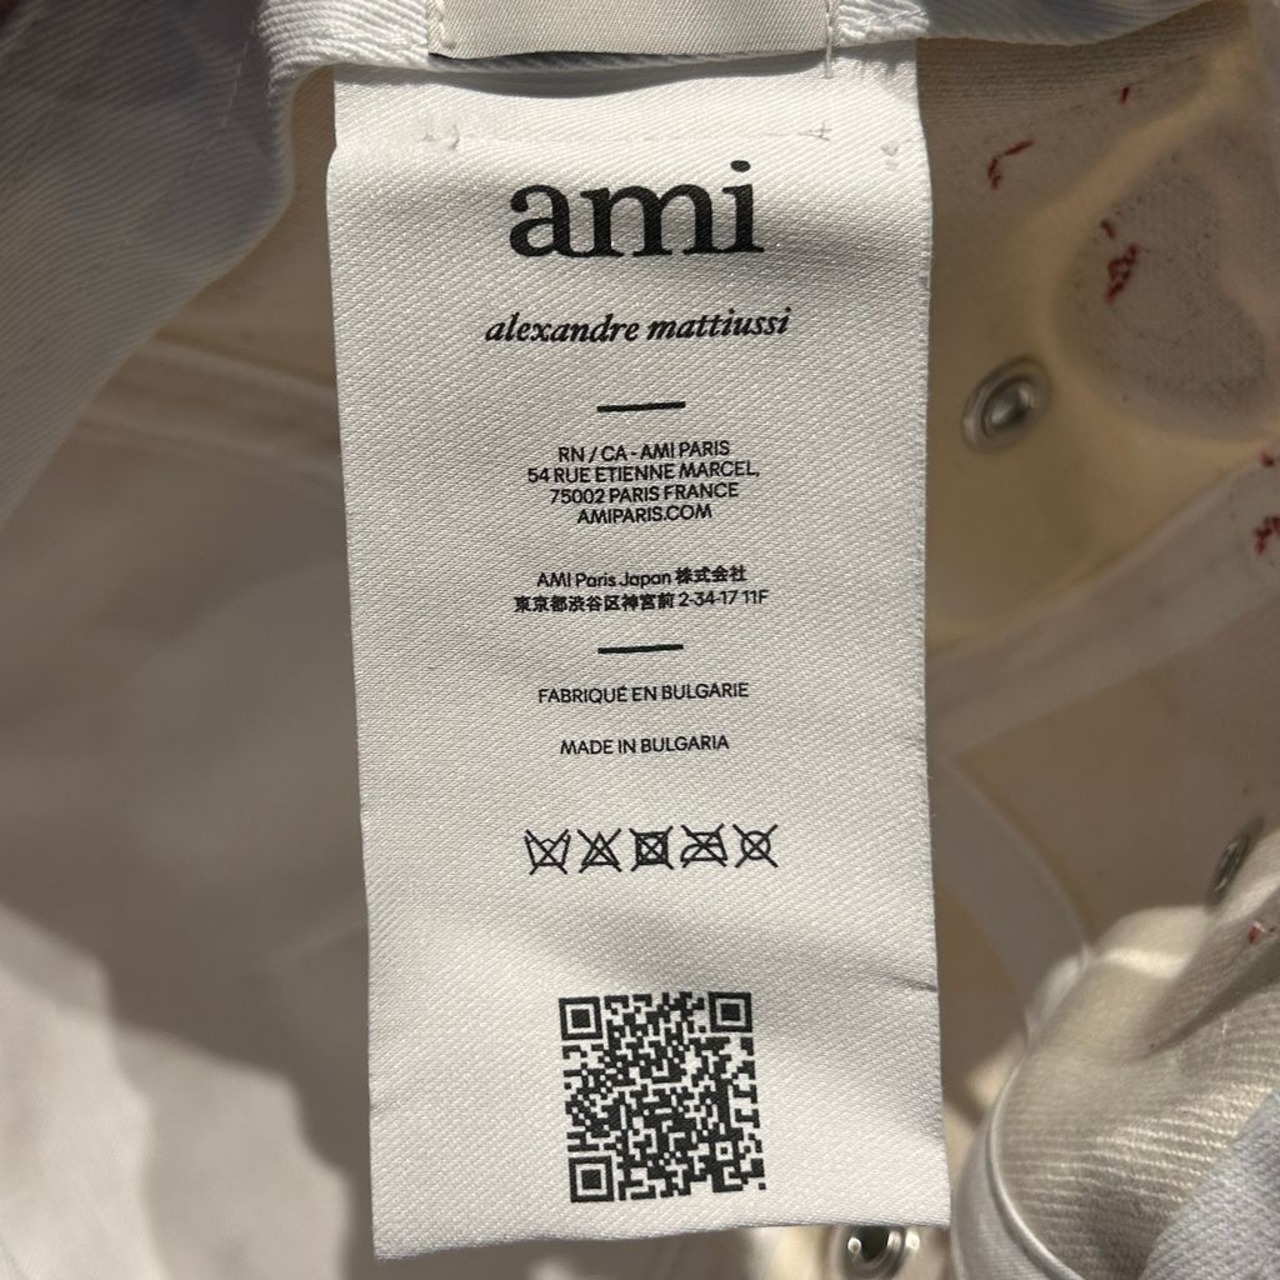 ami
alexandre mattiussi
RN / CA - AMI PARIS
54 RUE ETIENNE MARCEL,
75002 PARIS FRANCE
AMIPARIS.COM
AMI Paris Japan 株式会社
東京都渋谷区神宮前 2-34-17 11F
FABRIQUÉ EN BULGARIE
MADE IN BULGARIA